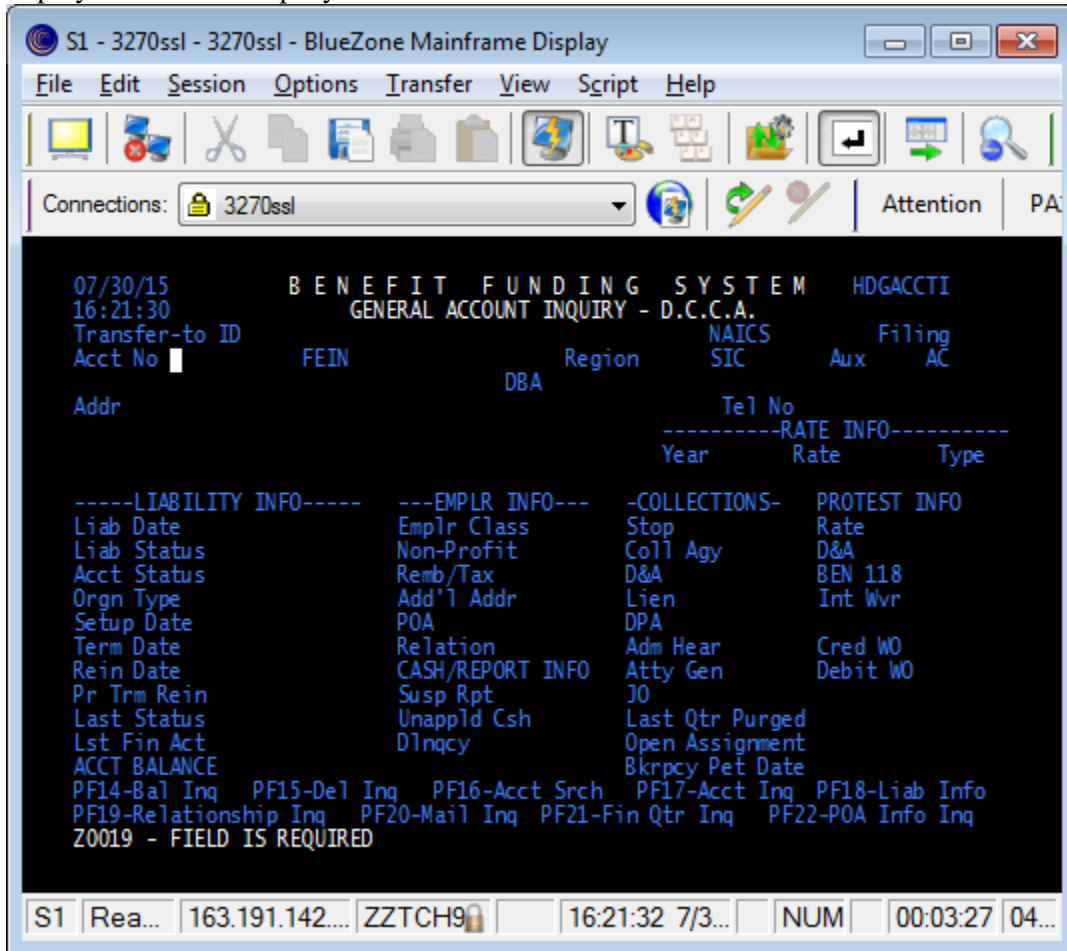 S1 - 3270ssl - 3270ssl - BlueZone Mainframe Display
File Edit Session Options Transfer View Script Help
Connections: 3270ssl Attention
07/30/15 B E N E F I T F U N D I N G S Y S T E M HDGACCTI
16:21:30 GENERAL ACCOUNT INQUIRY - D.C.C.A.
Transfer-to ID NAICS Filing
Acct No FEIN Region SIC Aux AC
DBA
Addr Tel No
----------RATE INFO----------
Year Rate Type
-----LIABILITY INFO----- ---EMPLR INFO--- -COLLECTIONS- PROTEST INFO
Liab Date Emplr Class Stop Rate
Liab Status Non-Profit Coll Agy D&A
Acct Status Remb/Tax D&A BEN 118
Orgn Type Add'l Addr Lien Int Wvr
Setup Date POA DPA
Term Date Relation Adm Hear Cred WO
Rein Date CASH/REPORT INFO Atty Gen Debit WO
Pr Trm Rein Susp Rpt JO
Last Status Unappld Csh Last Qtr Purged
Lst Fin Act Dlnqcy Open Assignment
ACCT BALANCE Bkrpcy Pet Date
PF14-Bal Inq PF15-Del Inq PF16-Acct Srch PF17-Acct Inq PF18-Liab Info
PF19-Relationship Inq PF20-Mail Inq PF21-Fin Qtr Inq PF22-POA Info Inq
Z0019 - FIELD IS REQUIRED
S1 Rea... 163.191.142.... ZZTCH9 16:21:32 7/3... NUM 00:03:27 04...